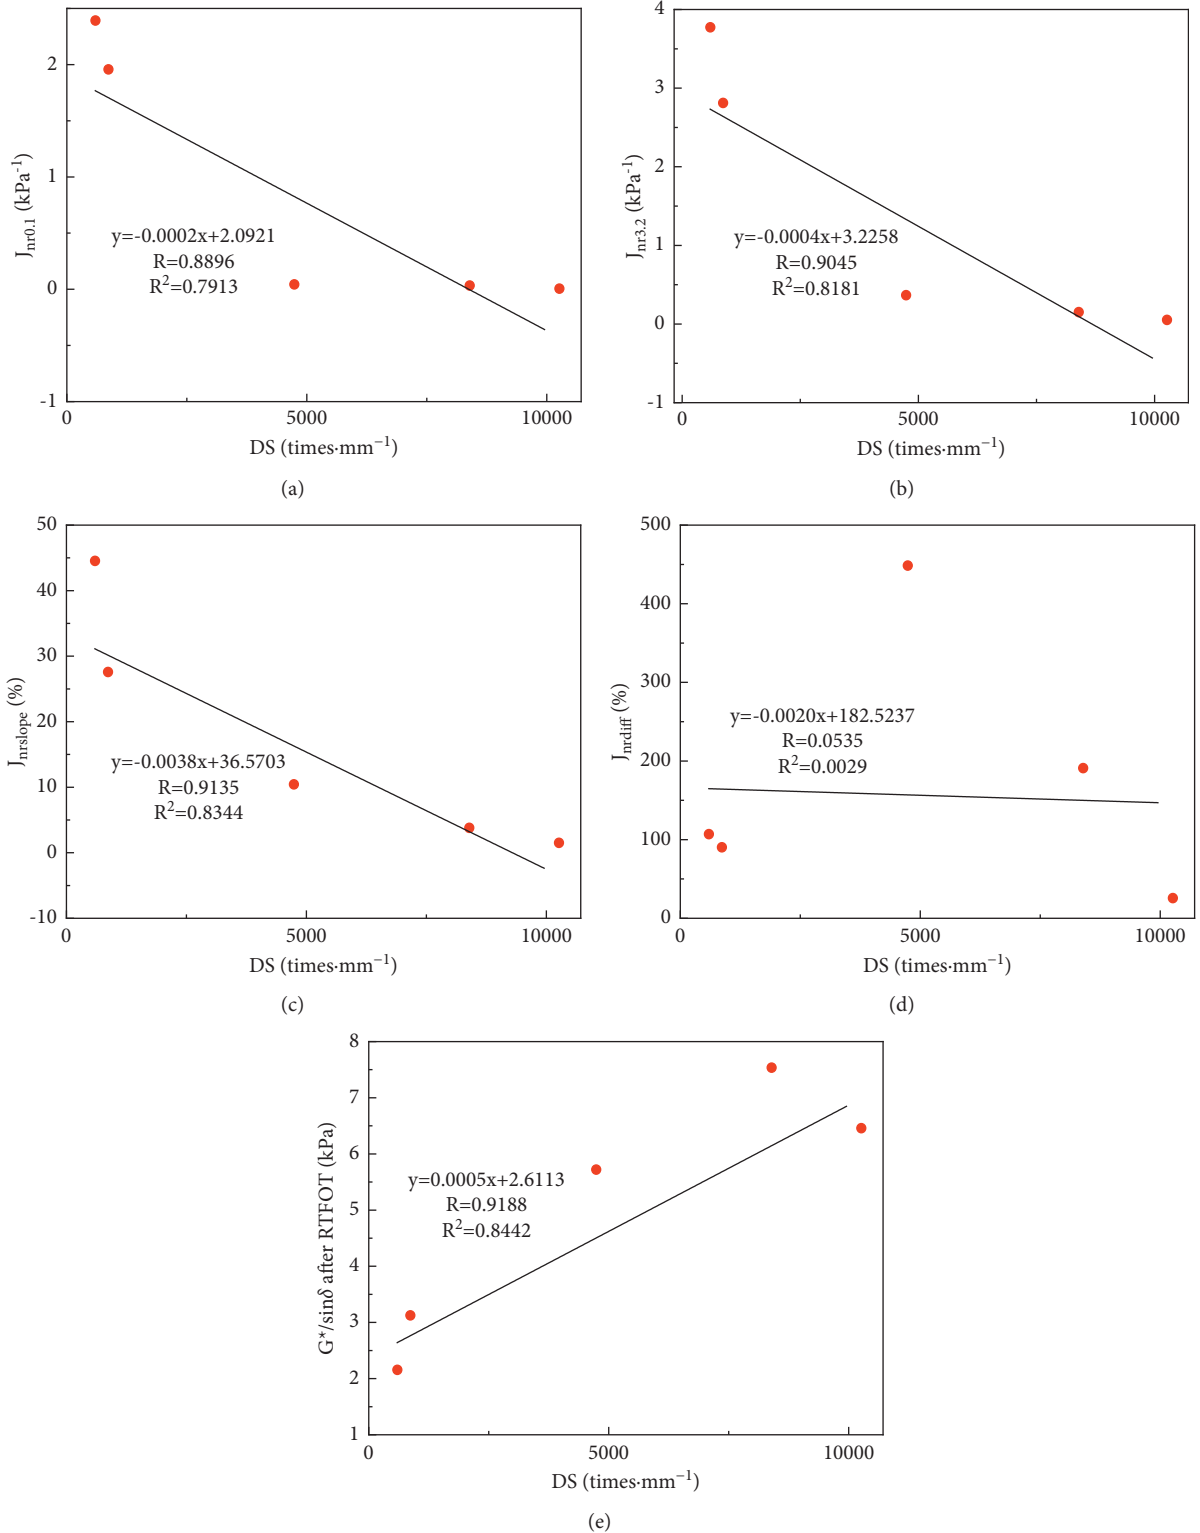 2
1
0
-1
J_nr0.1 (kPa^-1)
y=-0.0002x+2.0921
R=0.8896
R²=0.7913
0 5000 10000
DS (times·mm⁻¹)
(a)
4
3
2
1
0
-1
J_nr3.2 (kPa^-1)
y=-0.0004x+3.2258
R=0.9045
R²=0.8181
0 5000 10000
DS (times·mm⁻¹)
(b)
50
40
30
20
10
0
-10
J_nrslope (%)
y=-0.0038x+36.5703
R=0.9135
R²=0.8344
0 5000 10000
DS (times·mm⁻¹)
(c)
500
400
300
200
100
0
J_nrdiff (%)
y=-0.0020x+182.5237
R=0.0535
R²=0.0029
0 5000 10000
DS (times·mm⁻¹)
(d)
8
7
6
5
4
3
2
1
G*/sinδ after RTFOT (kPa)
y=0.0005x+2.6113
R=0.9188
R²=0.8442
0 5000 10000
DS (times·mm⁻¹)
(e)